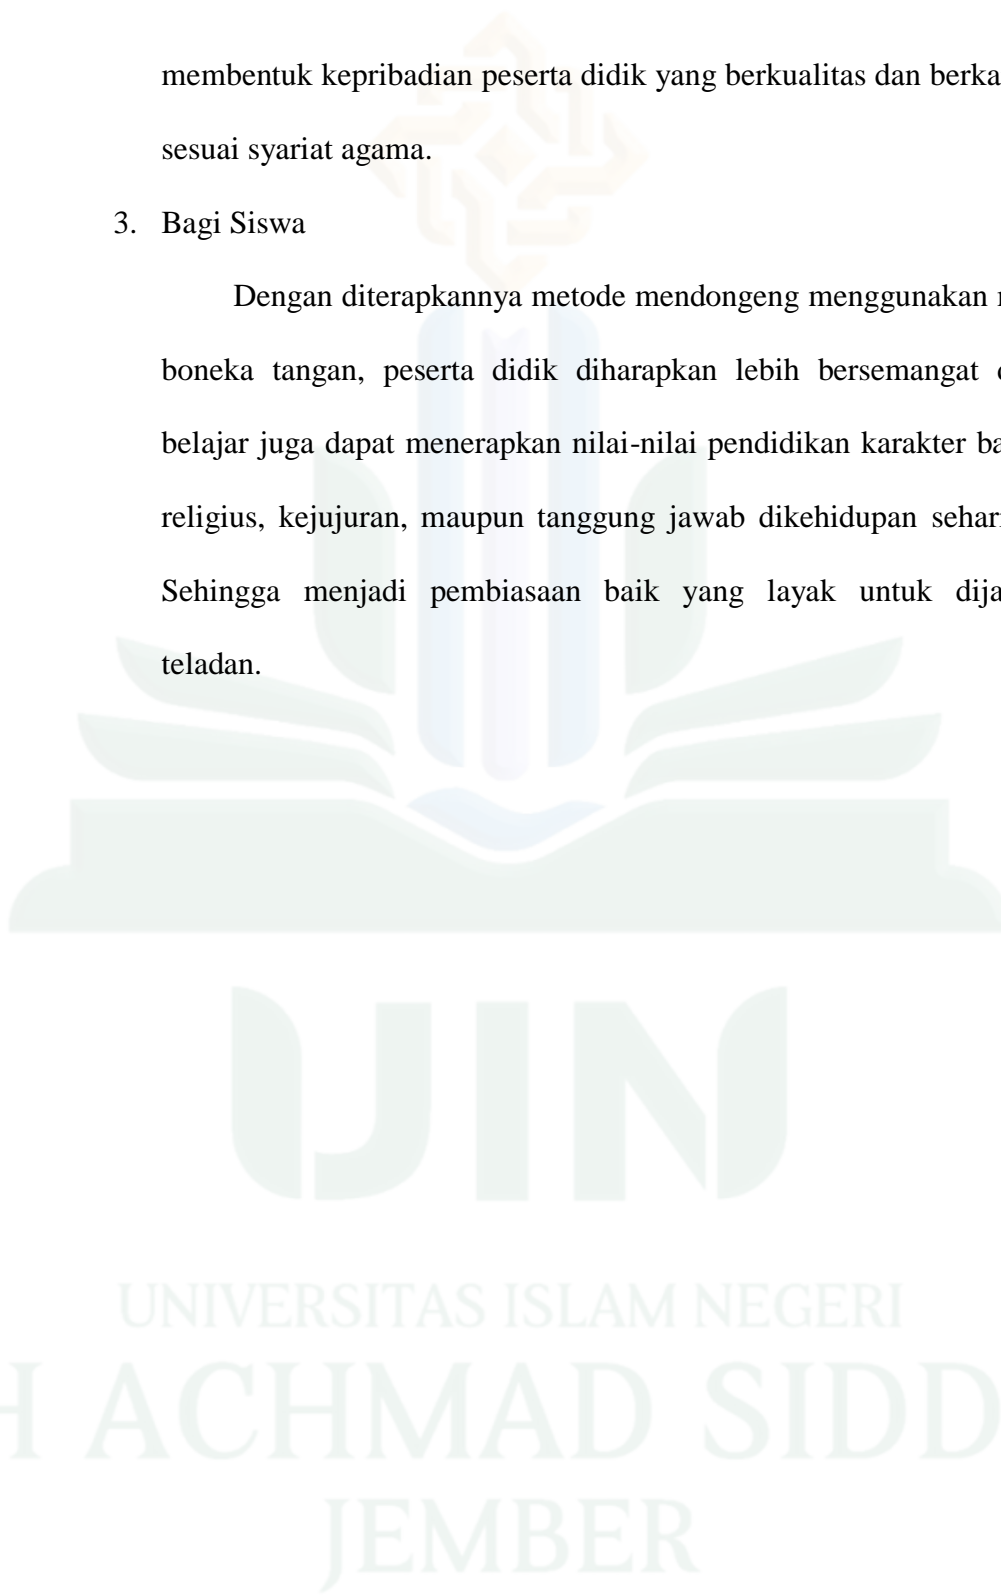 membentuk kepribadian peserta didik yang berkualitas dan berka
sesuai syariat agama.
3. Bagi Siswa
Dengan diterapkannya metode mendongeng menggunakan
boneka tangan, peserta didik diharapkan lebih bersemangat
belajar juga dapat menerapkan nilai-nilai pendidikan karakter ba
religius, kejujuran, maupun tanggung jawab dikehidupan sehari
Sehingga menjadi pembiasaan baik yang layak untuk dija
teladan.
UIN
UNIVERSITAS ISLAM NEGERI
H ACHMAD SIDD
JEMBER